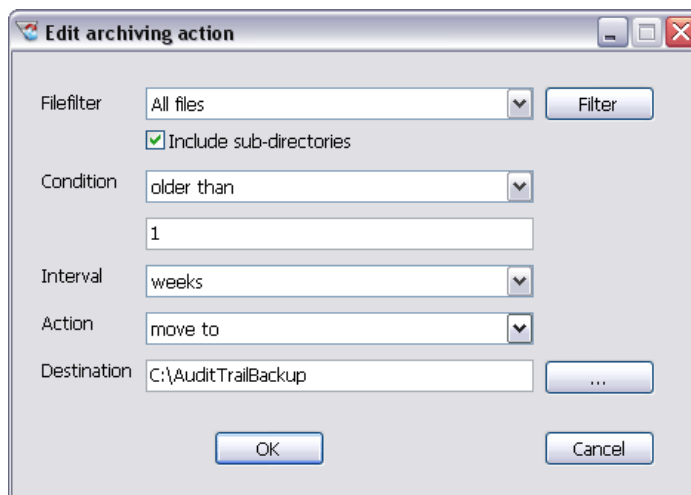 Edit archiving action
Filefilter All files Filter
Include sub-directories
Condition older than
1
Interval weeks
Action move to
Destination C:\AuditTrailBackup ...
OK Cancel